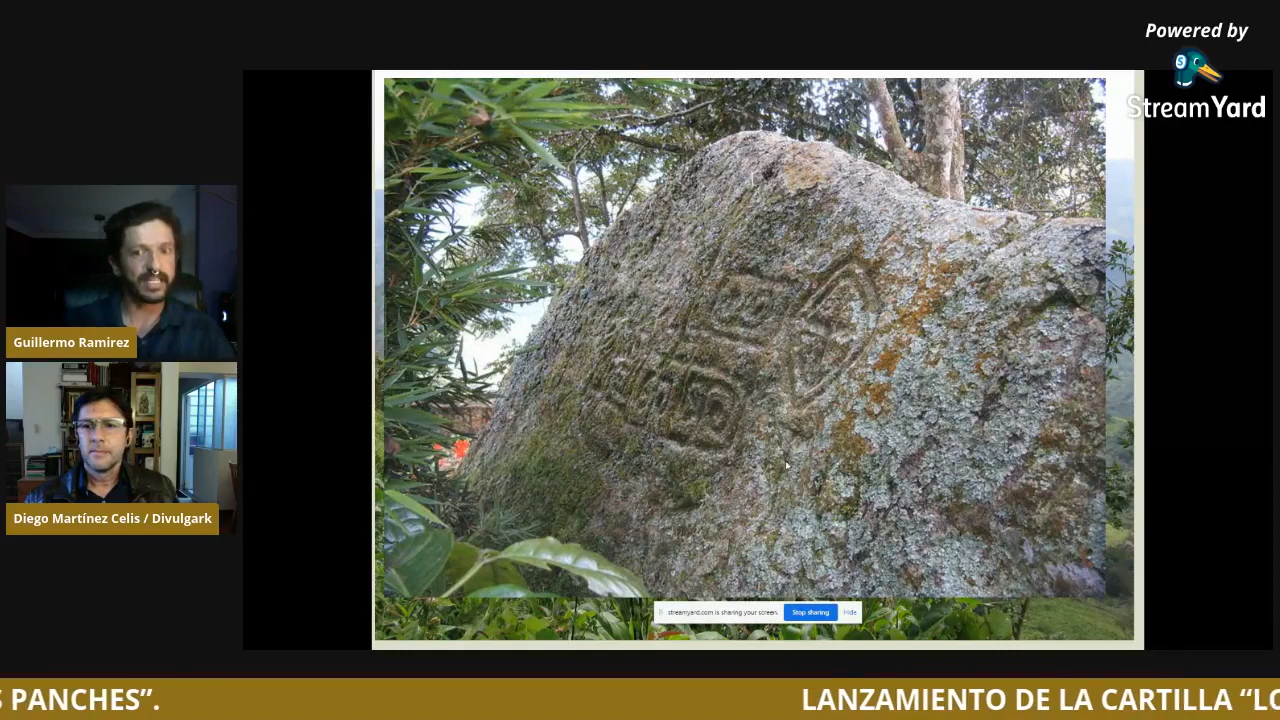 Powered by
StreamYard
Guillermo Ramirez
Diego Martínez Celis / Divulgark
streamyard.com is sharing your screen.
Stop sharing
Hide
S PANCHES”.
LANZAMIENTO DE LA CARTILLA “LO